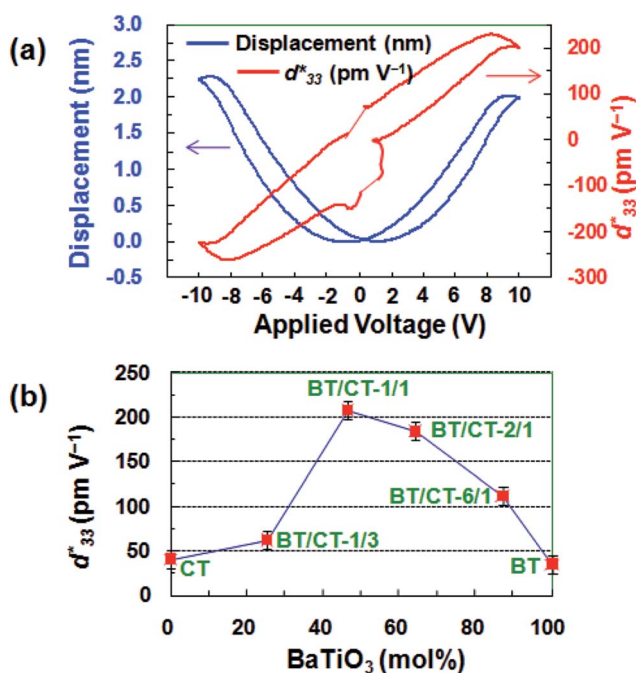 (a)
Displacement (nm)
d*33 (pm V⁻¹)
Displacement (nm)
3.0
2.5
2.0
1.5
1.0
0.5
0.0
-0.5
200
100
0
-100
-200
-300
d*33 (pm V⁻¹)
-10 -8 -6 -4 -2 0 2 4 6 8 10
Applied Voltage (V)
(b)
d*33 (pm V⁻¹)
250
200
150
100
50
0
BT/CT-1/1
BT/CT-2/1
BT/CT-6/1
BT/CT-1/3
CT
BT
0 20 40 60 80 100
BaTiO3 (mol%)